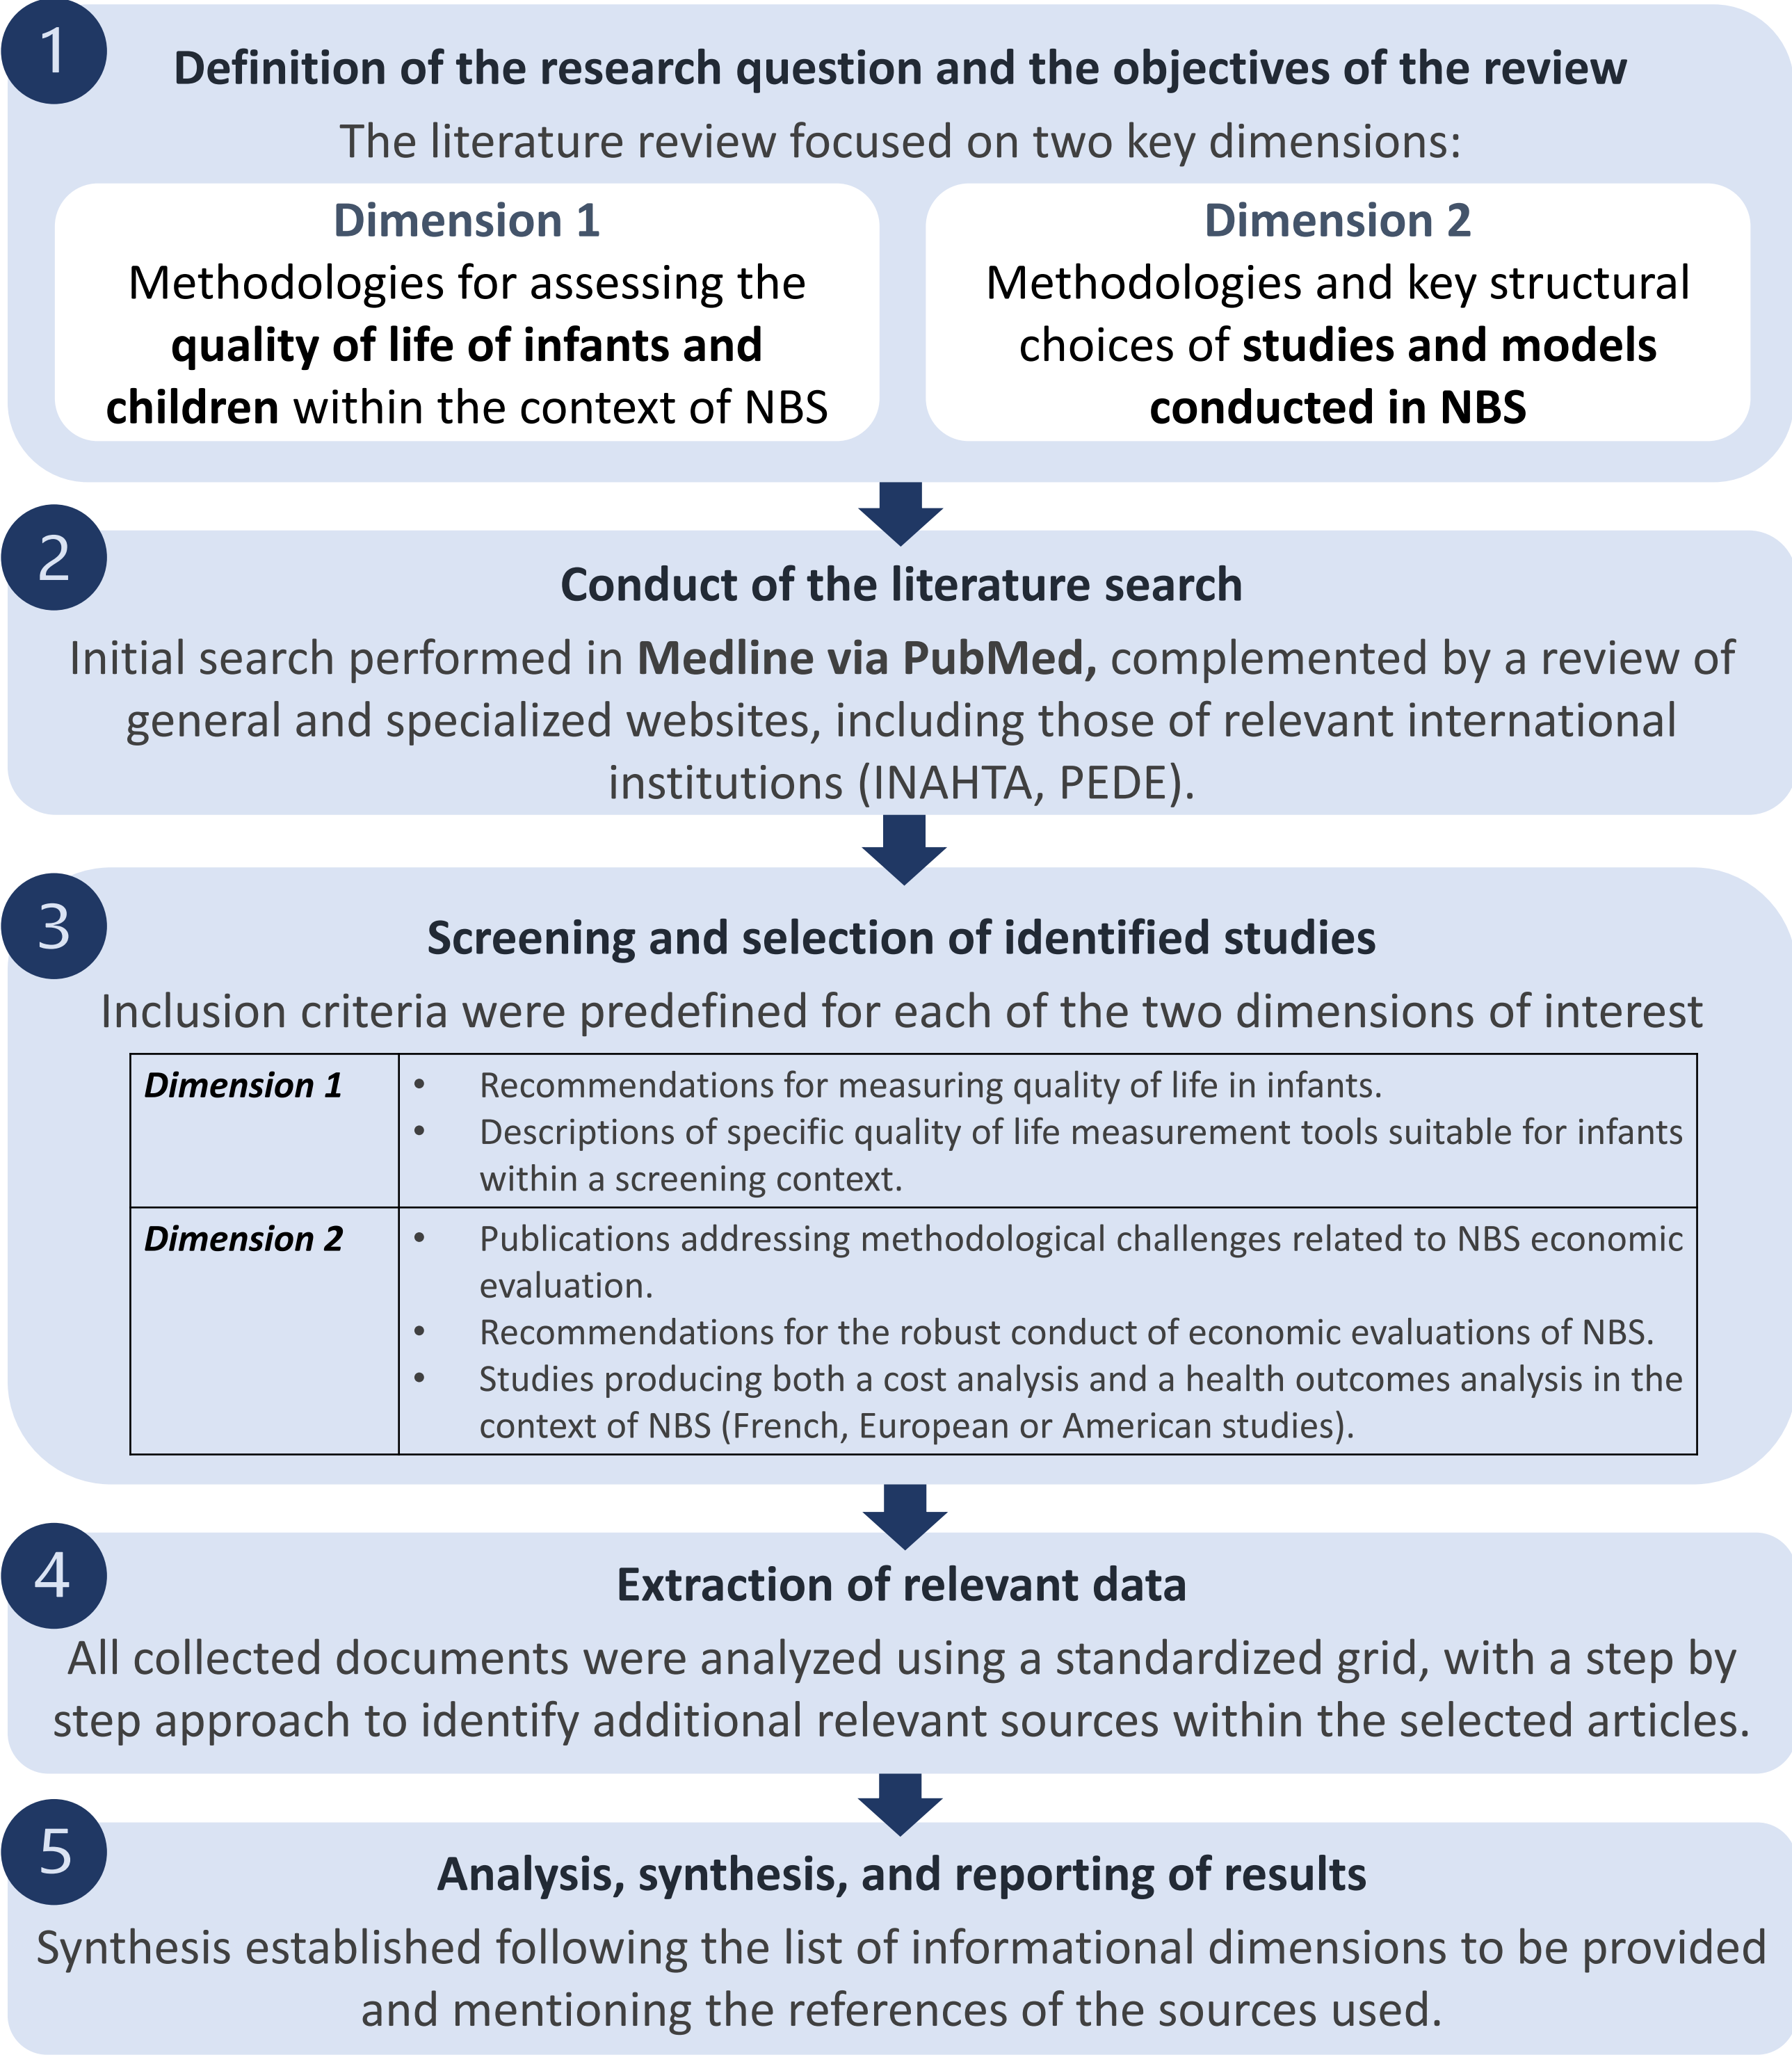 1
Definition of the research question and the objectives of the review
The literature review focused on two key dimensions:
Dimension 1
Methodologies for assessing the
quality of life of infants and
children within the context of NBS
Dimension 2
Methodologies and key structural
choices of studies and models
conducted in NBS
2
Conduct of the literature search
Initial search performed in Medline via PubMed, complemented by a review of
general and specialized websites, including those of relevant international
institutions (INAHTA, PEDE).
3
Screening and selection of identified studies
Inclusion criteria were predefined for each of the two dimensions of interest
Dimension 1
• Recommendations for measuring quality of life in infants.
• Descriptions of specific quality of life measurement tools suitable for infants
within a screening context.
Dimension 2
• Publications addressing methodological challenges related to NBS economic
evaluation.
• Recommendations for the robust conduct of economic evaluations of NBS.
• Studies producing both a cost analysis and a health outcomes analysis in the
context of NBS (French, European or American studies).
4
Extraction of relevant data
All collected documents were analyzed using a standardized grid, with a step by
step approach to identify additional relevant sources within the selected articles.
5
Analysis, synthesis, and reporting of results
Synthesis established following the list of informational dimensions to be provided
and mentioning the references of the sources used.